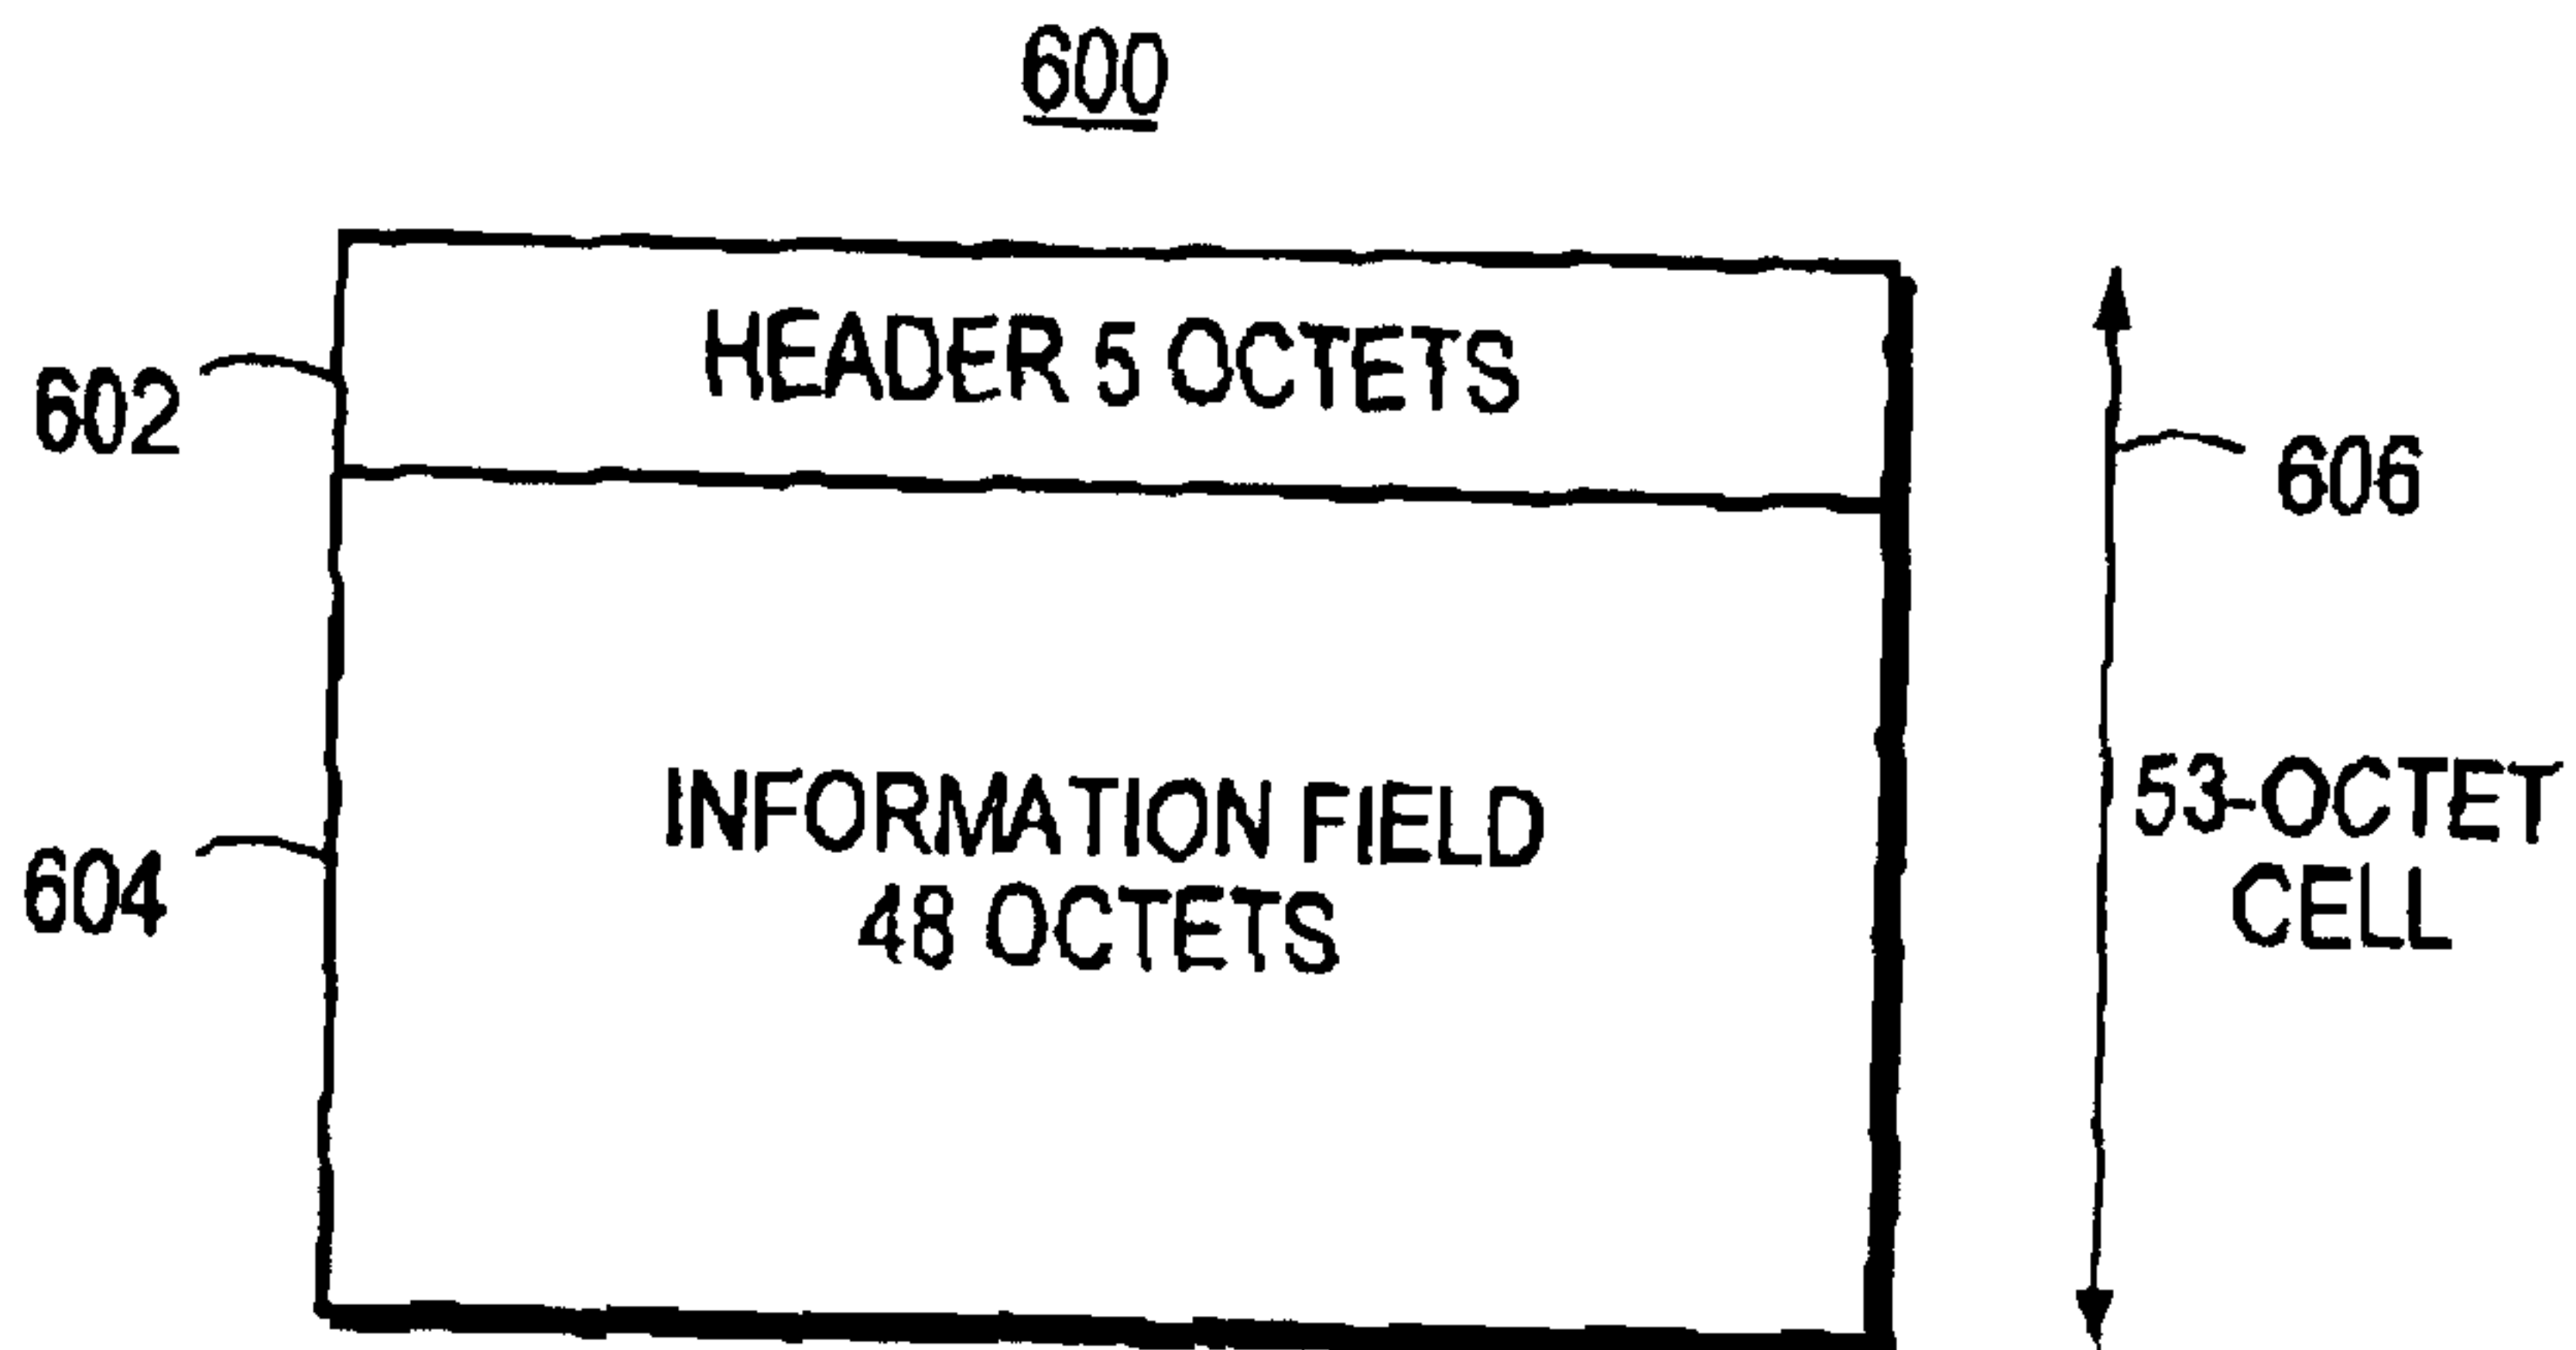 600
HEADER 5 OCTETS
602
606
INFORMATION FIELD
48 OCTETS
604
53-OCTET
CELL